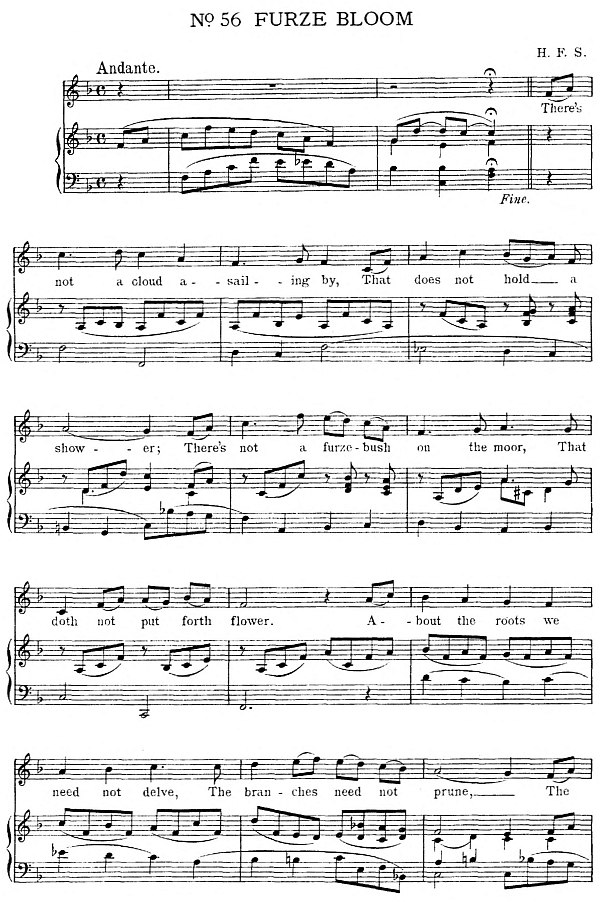 No. 56 FURZE BLOOM
H. F. S.
Andante.
There's
Fine.
not a cloud a - sail - ing by, That does not hold a
show - er; There's not a furze-bush on the moor, That
doth not put forth flower. A - bout the roots we
need not delve, The bran - ches need not prune, The